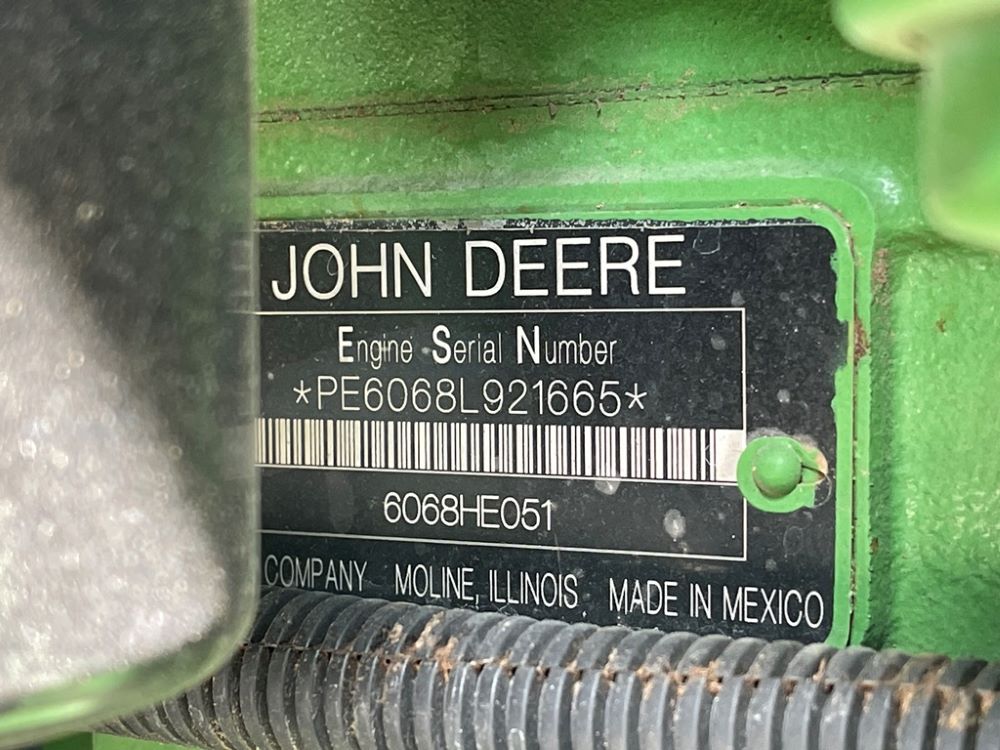 JOHN DEERE
Engine Serial Number
*PE6068L921665*
6068HE051
COMPANY MOLINE, ILLINOIS MADE IN MEXICO